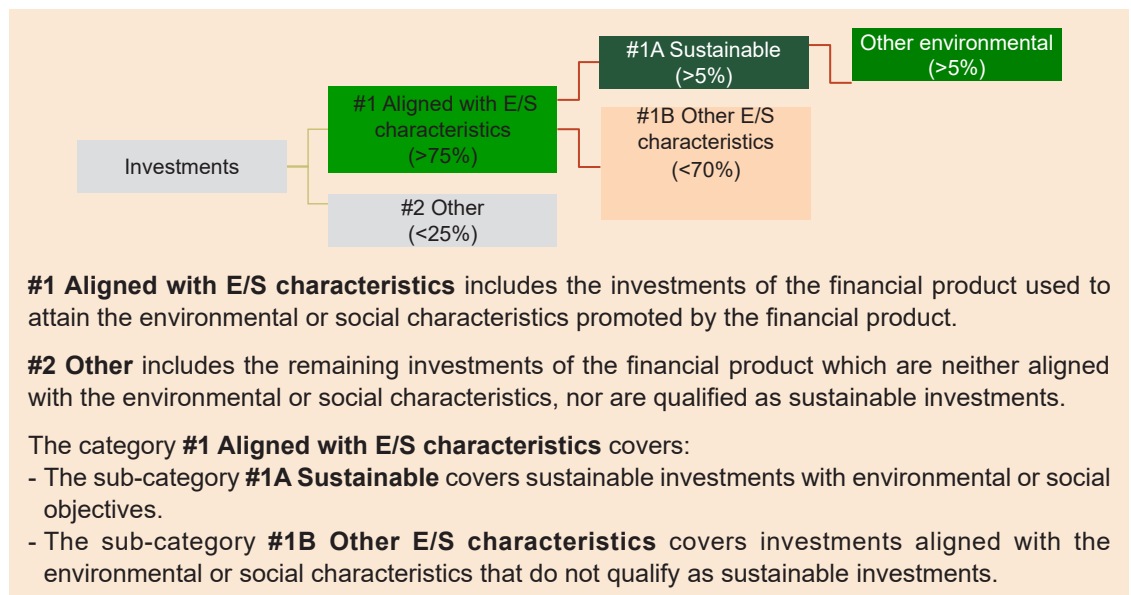 #1A Sustainable
(>5%)
Other environmental
(>5%)
#1 Aligned with E/S
characteristics
(>75%)
#1B Other E/S
characteristics
(<70%)
Investments
#2 Other
(<25%)
#1 Aligned with E/S characteristics includes the investments of the financial product used to
attain the environmental or social characteristics promoted by the financial product.
#2 Other includes the remaining investments of the financial product which are neither aligned
with the environmental or social characteristics, nor are qualified as sustainable investments.
The category #1 Aligned with E/S characteristics covers:
- The sub-category #1A Sustainable covers sustainable investments with environmental or social
objectives.
- The sub-category #1B Other E/S characteristics covers investments aligned with the
environmental or social characteristics that do not qualify as sustainable investments.